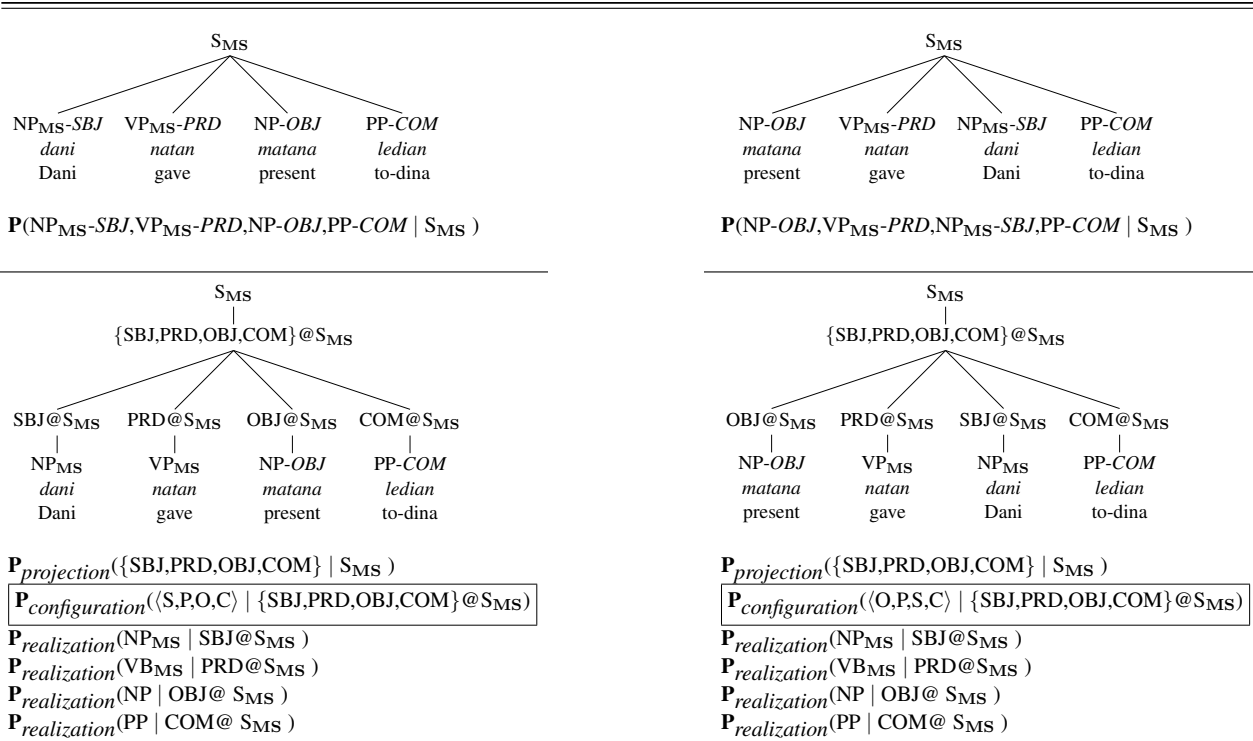 S_MS
NP_MS-SBJ VP_MS-PRD NP-OBJ PP-COM
dani natan matana ledian
Dani gave present to-dina
P(NP_MS-SBJ,VP_MS-PRD,NP-OBJ,PP-COM | S_MS )
S_MS
NP-OBJ VP_MS-PRD NP_MS-SBJ PP-COM
matana natan dani ledian
present gave Dani to-dina
P(NP-OBJ,VP_MS-PRD,NP_MS-SBJ,PP-COM | S_MS )
S_MS
{SBJ,PRD,OBJ,COM}@S_MS
SBJ@S_MS PRD@S_MS OBJ@S_MS COM@S_MS
NP_MS VP_MS NP-OBJ PP-COM
dani natan matana ledian
Dani gave present to-dina
P_projection({SBJ,PRD,OBJ,COM} | S_MS )
P_configuration(⟨S,P,O,C⟩ | {SBJ,PRD,OBJ,COM}@S_MS)
P_realization(NP_MS | SBJ@S_MS )
P_realization(VB_MS | PRD@S_MS )
P_realization(NP | OBJ@ S_MS )
P_realization(PP | COM@ S_MS )
S_MS
{SBJ,PRD,OBJ,COM}@S_MS
OBJ@S_MS PRD@S_MS SBJ@S_MS COM@S_MS
NP-OBJ VP_MS NP_MS PP-COM
matana natan dani ledian
present gave Dani to-dina
P_projection({SBJ,PRD,OBJ,COM} | S_MS )
P_configuration(⟨O,P,S,C⟩ | {SBJ,PRD,OBJ,COM}@S_MS)
P_realization(NP_MS | SBJ@S_MS )
P_realization(VB_MS | PRD@S_MS )
P_realization(NP | OBJ@ S_MS )
P_realization(PP | COM@ S_MS )